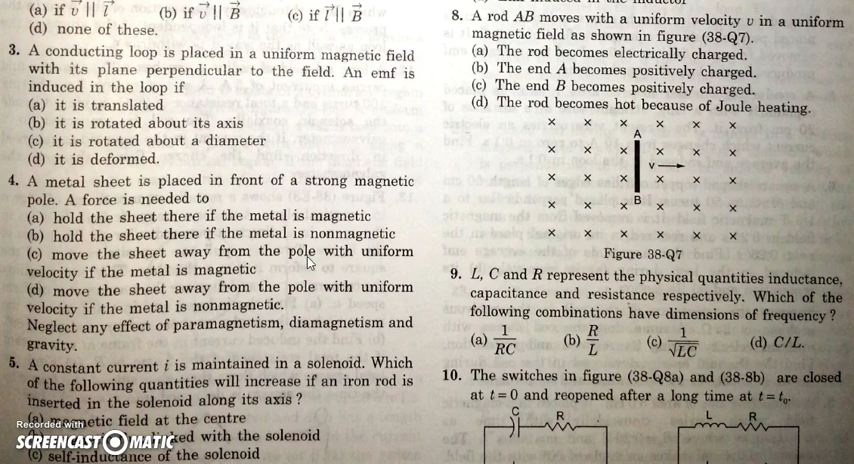 (a) if v⃗ || l⃗ (b) if v⃗ || B⃗ (c) if l⃗ || B⃗
(d) none of these.
3. A conducting loop is placed in a uniform magnetic field
with its plane perpendicular to the field. An emf is
induced in the loop if
(a) it is translated
(b) it is rotated about its axis
(c) it is rotated about a diameter
(d) it is deformed.
4. A metal sheet is placed in front of a strong magnetic
pole. A force is needed to
(a) hold the sheet there if the metal is magnetic
(b) hold the sheet there if the metal is nonmagnetic
(c) move the sheet away from the pole with uniform
velocity if the metal is magnetic
(d) move the sheet away from the pole with uniform
velocity if the metal is nonmagnetic.
Neglect any effect of paramagnetism, diamagnetism and
gravity.
5. A constant current i is maintained in a solenoid. Which
of the following quantities will increase if an iron rod is
inserted in the solenoid along its axis ?
(a) magnetic field at the centre
with the solenoid
(c) self-inductance of the solenoid
Recorded with
SCREENCAST O MATIC
8. A rod AB moves with a uniform velocity v in a uniform
magnetic field as shown in figure (38-Q7).
(a) The rod becomes electrically charged.
(b) The end A becomes positively charged.
(c) The end B becomes positively charged.
(d) The rod becomes hot because of Joule heating.
× × × × × ×
A
× × × × × ×
v
× × × × × ×
B
× × × × × ×
× × × × × ×
Figure 38-Q7
9. L, C and R represent the physical quantities inductance,
capacitance and resistance respectively. Which of the
following combinations have dimensions of frequency ?
(a) 1/RC (b) R/L (c) 1/√LC (d) C/L.
10. The switches in figure (38-Q8a) and (38-8b) are closed
at t = 0 and reopened after a long time at t = t₀.
C R L R